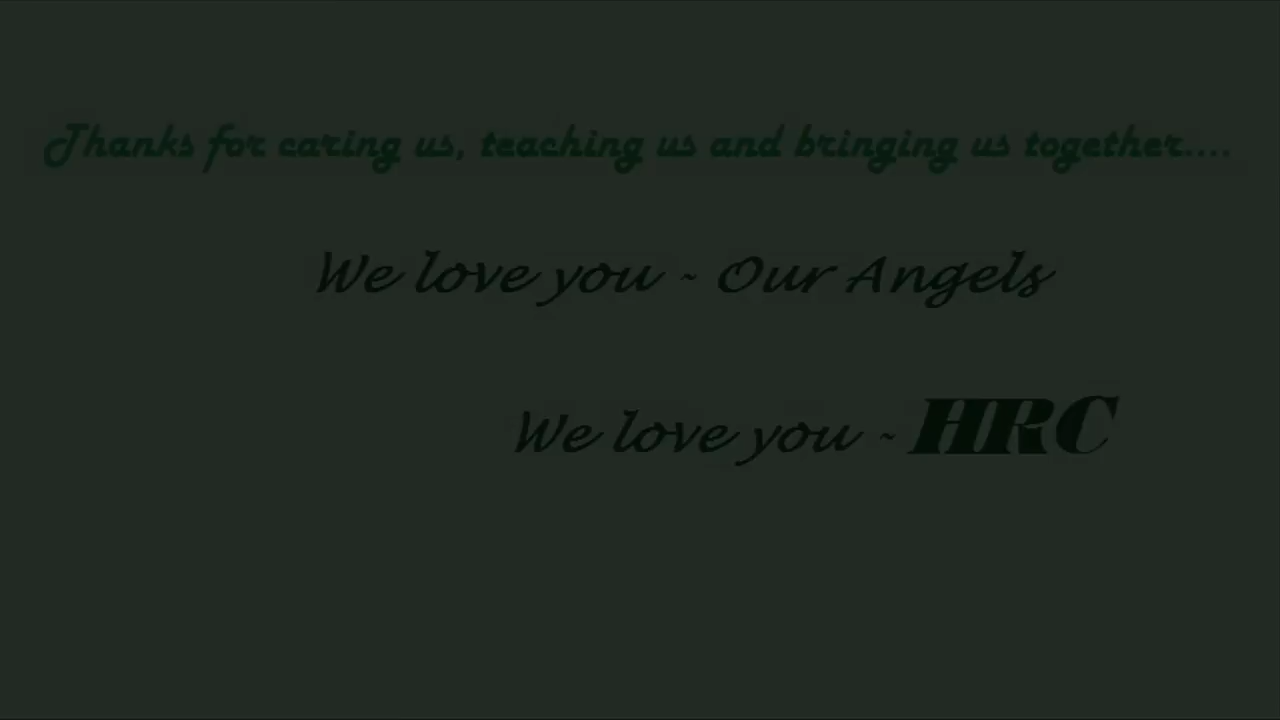 Thanks for caring us, teaching us and bringing us together....
We love you ~ Our Angels
We love you ~ HRC